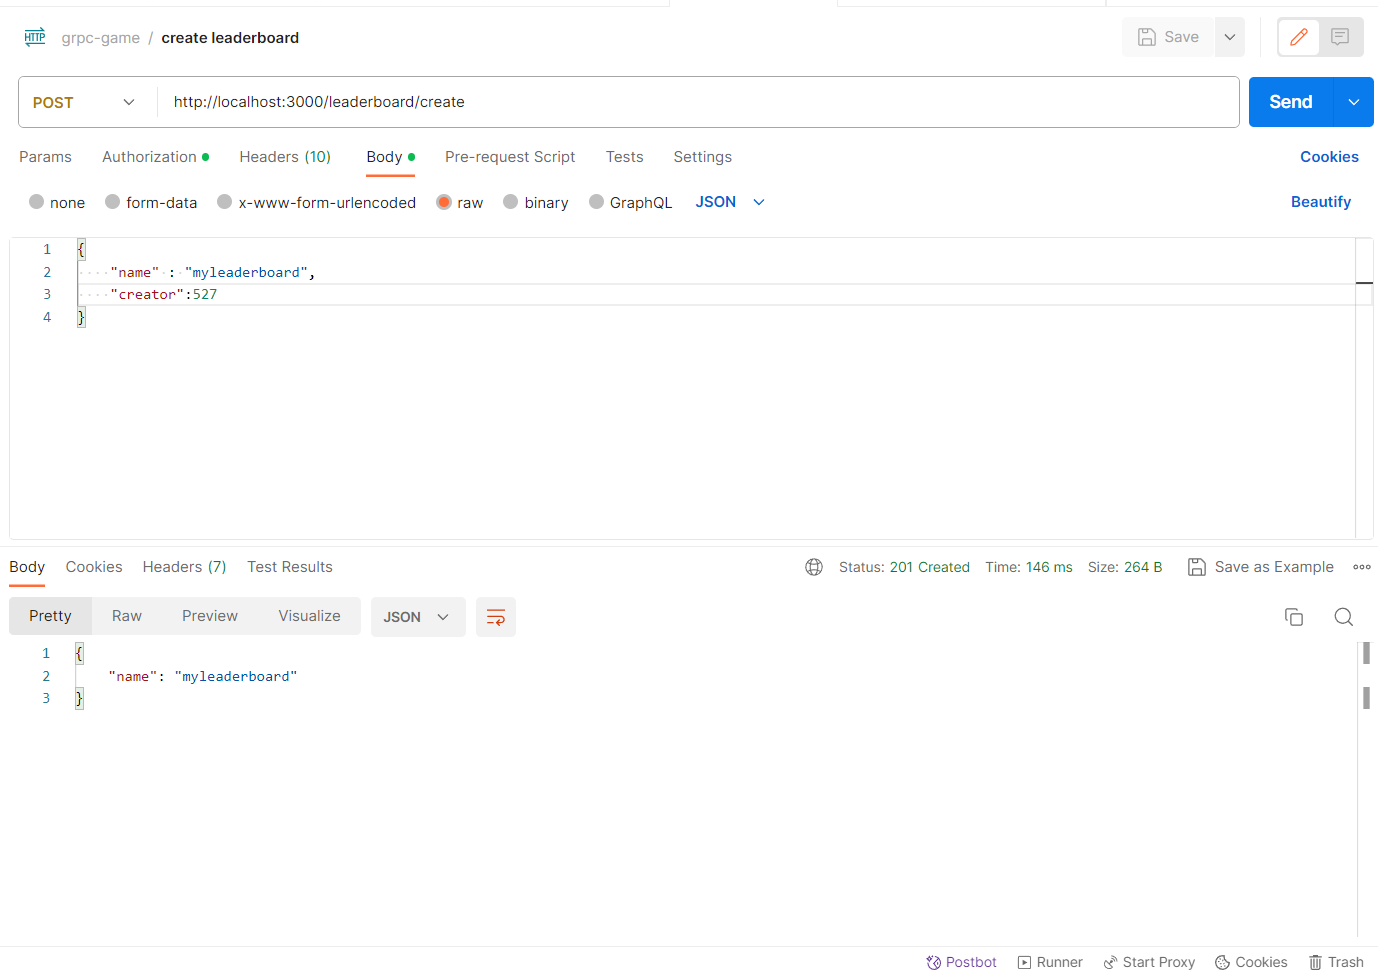 HTTP grpc-game / create leaderboard Save
POST http://localhost:3000/leaderboard/create Send
Params Authorization Headers (10) Body Pre-request Script Tests Settings Cookies
none form-data x-www-form-urlencoded raw binary GraphQL JSON Beautify
1 {
2 ····"name"·:·"myleaderboard",
3 ····"creator":527
4 }
Body Cookies Headers (7) Test Results Status: 201 Created Time: 146 ms Size: 264 B Save as Example
Pretty Raw Preview Visualize JSON
1 {
2 "name": "myleaderboard"
3 }
Postbot Runner Start Proxy Cookies Trash